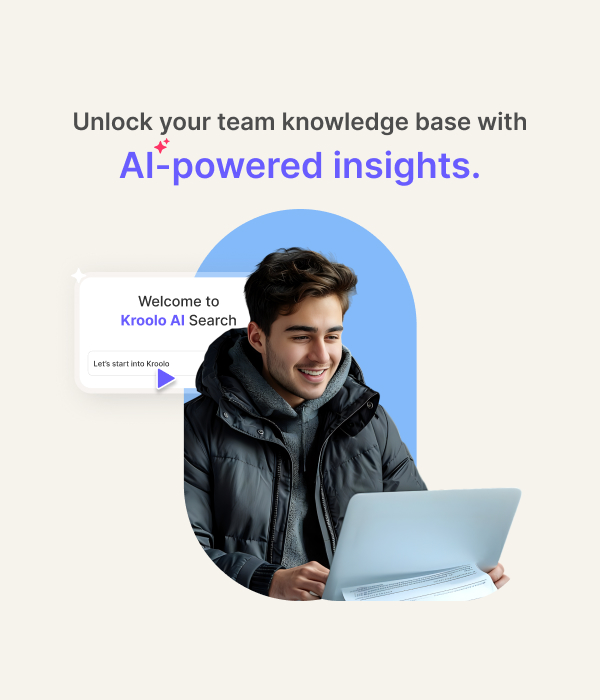 Unlock your team knowledge base with
AI-powered insights.
Welcome to
Kroolo AI Search
Let's start into Kroolo